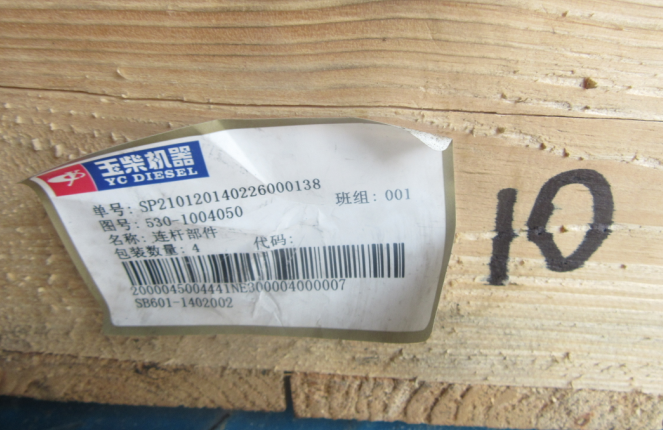 玉柴机器
YC DIESEL
单号: SP210120140226000138
图号: 530-1004050 班组: 001
名称: 连杆部件
包装数量: 4 代码:
2000045004441NE300004000007
SB601-1402002
10